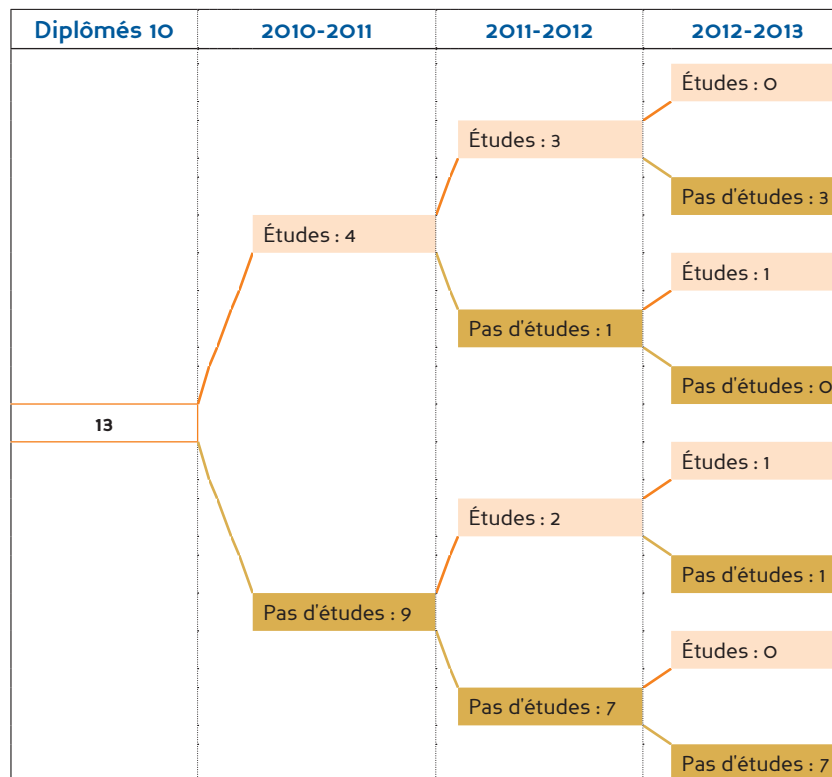 Diplômés 10 2010-2011 2011-2012 2012-2013
Études : 0
Études : 3
Pas d'études : 3
Études : 4
Études : 1
Pas d'études : 1
Pas d'études : 0
13
Études : 1
Études : 2
Pas d'études : 1
Pas d'études : 9
Études : 0
Pas d'études : 7
Pas d'études : 7